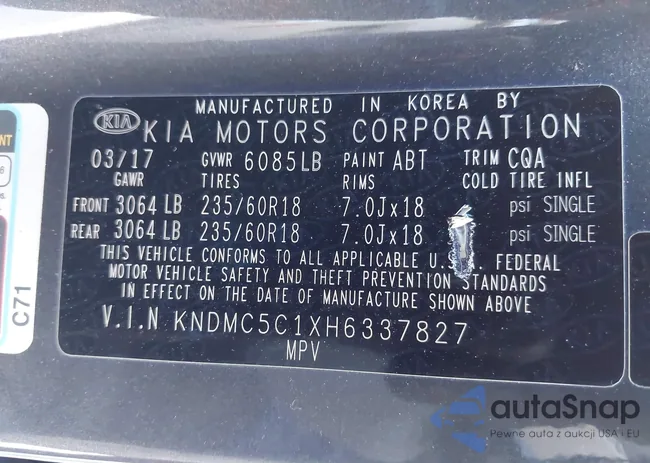 MANUFACTURED IN KOREA BY
KIA KIA MOTORS CORPORATION
03/17 GVWR 6085LB PAINT ABT TRIM CQA
GAWR TIRES RIMS COLD TIRE INFL
FRONT 3064 LB 235/60R18 7.0Jx18 psi SINGLE
REAR 3064 LB 235/60R18 7.0Jx18 psi SINGLE
THIS VEHICLE CONFORMS TO ALL APPLICABLE U. FEDERAL
MOTOR VEHICLE SAFETY AND THEFT PREVENTION STANDARDS
IN EFFECT ON THE DATE OF MANUFACTURE SHOWN ABOVE
V.I.N KNDMC5C1XH6337827
MPV
C71
autaSnap
Pewne auta z aukcji USA i EU